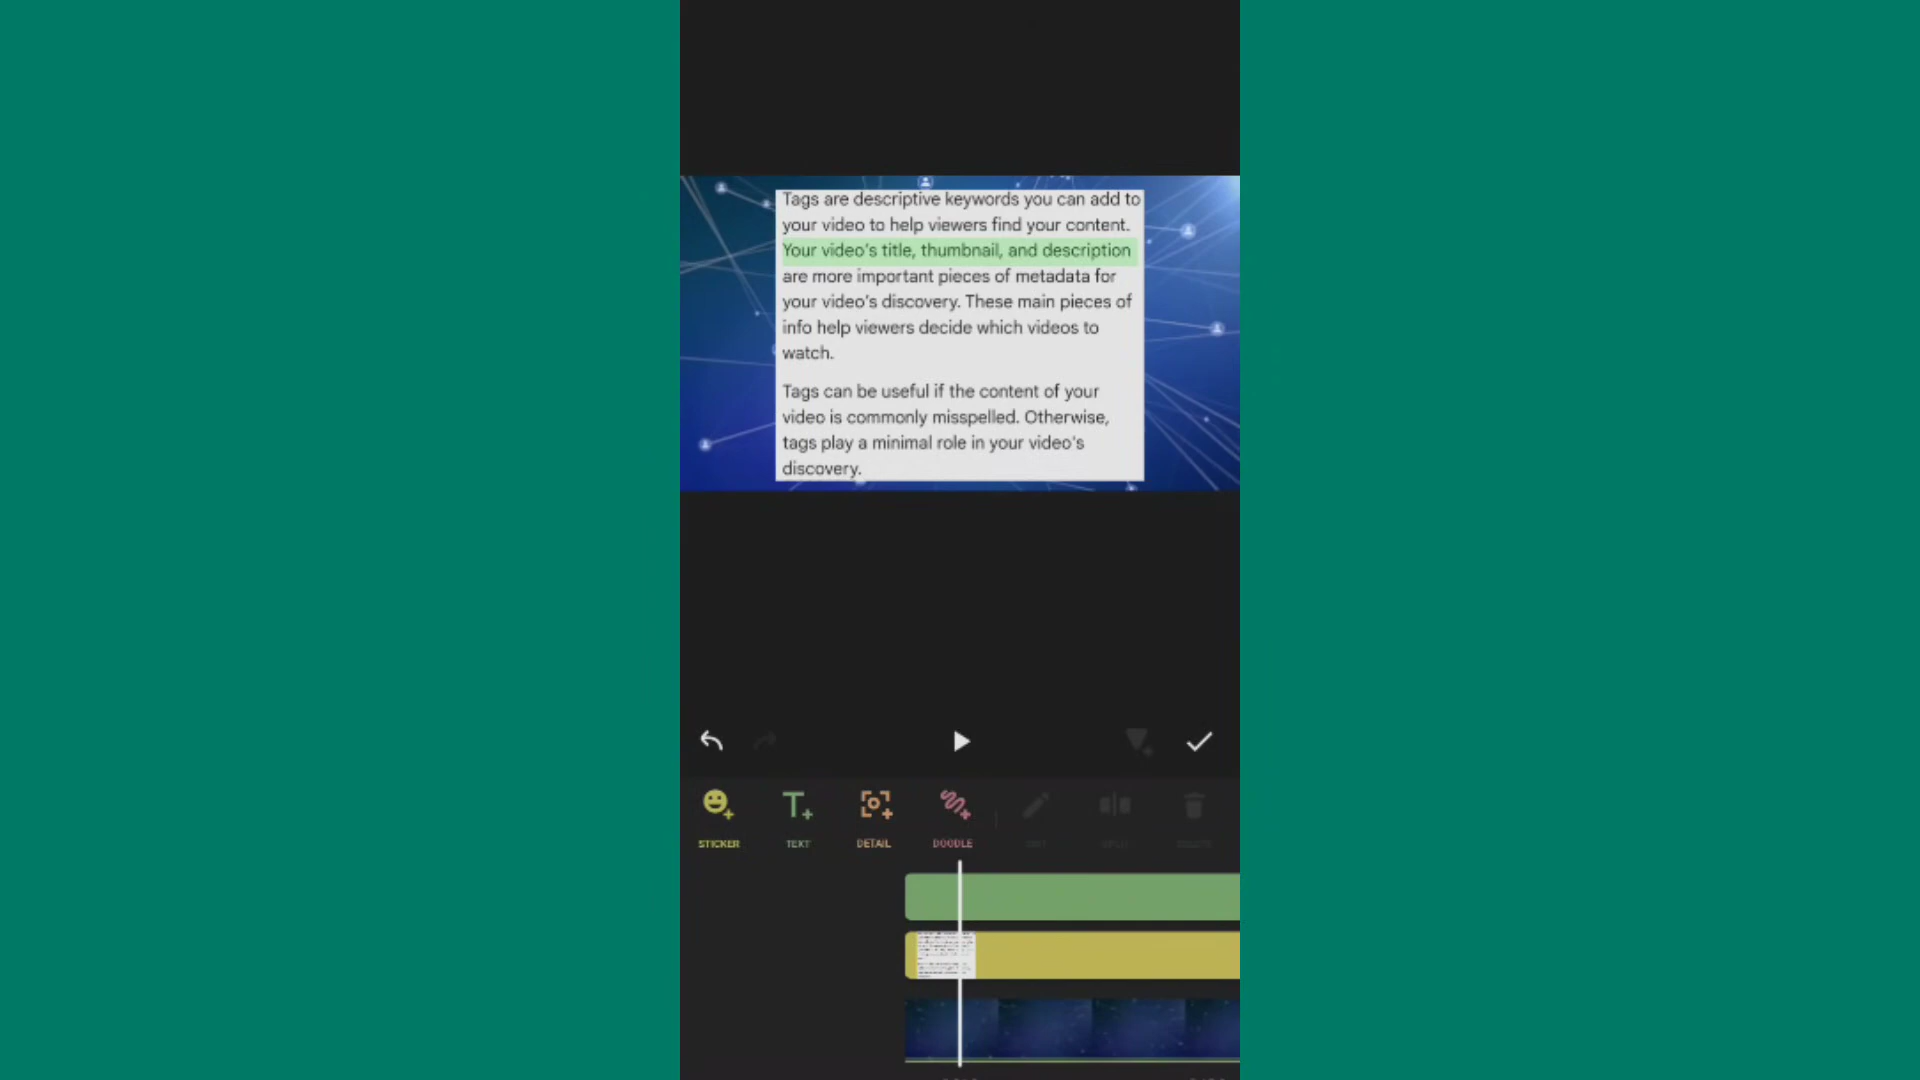 Tags are descriptive keywords you can add to
your video to help viewers find your content.
Your video's title, thumbnail, and description
are more important pieces of metadata for
your video's discovery. These main pieces of
info help viewers decide which videos to
watch.
Tags can be useful if the content of your
video is commonly misspelled. Otherwise,
tags play a minimal role in your video's
discovery.
STICKER TEXT DETAIL DOODLE